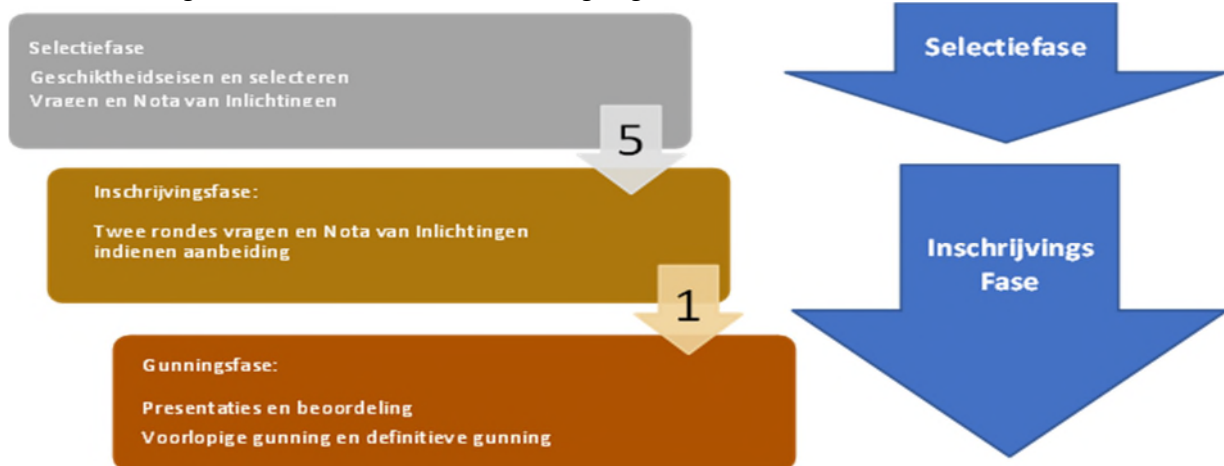 Selectiefase
Geschiktheidseisen en selecteren
Vragen en Nota van Inlichtingen
5
Inschrijvingsfase:
Twee rondes vragen en Nota van Inlichtingen
indienen aanbeiding
1
Gunningsfase:
Presentaties en beoordeling
Voorlopige gunning en definitieve gunning
Selectiefase
Inschrijvings
Fase